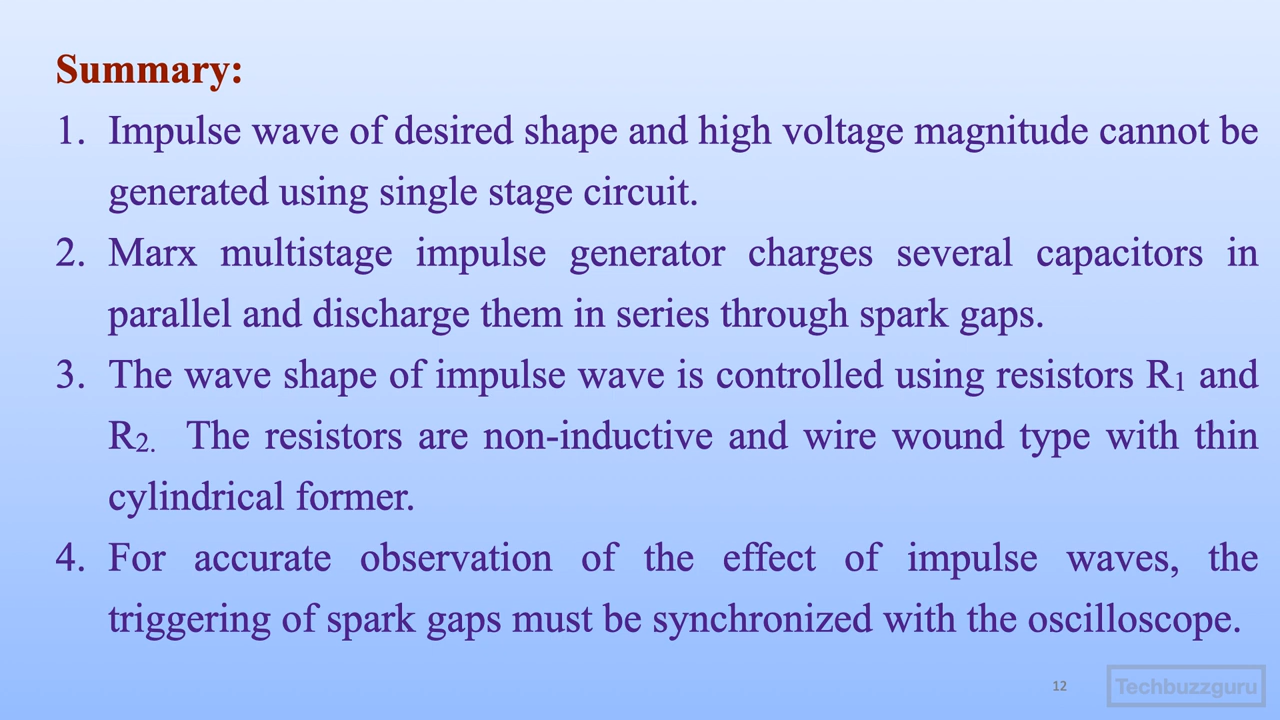 Summary:
1. Impulse wave of desired shape and high voltage magnitude cannot be
generated using single stage circuit.
2. Marx multistage impulse generator charges several capacitors in
parallel and discharge them in series through spark gaps.
3. The wave shape of impulse wave is controlled using resistors R1 and
R2. The resistors are non-inductive and wire wound type with thin
cylindrical former.
4. For accurate observation of the effect of impulse waves, the
triggering of spark gaps must be synchronized with the oscilloscope.
12
Techbuzzguru